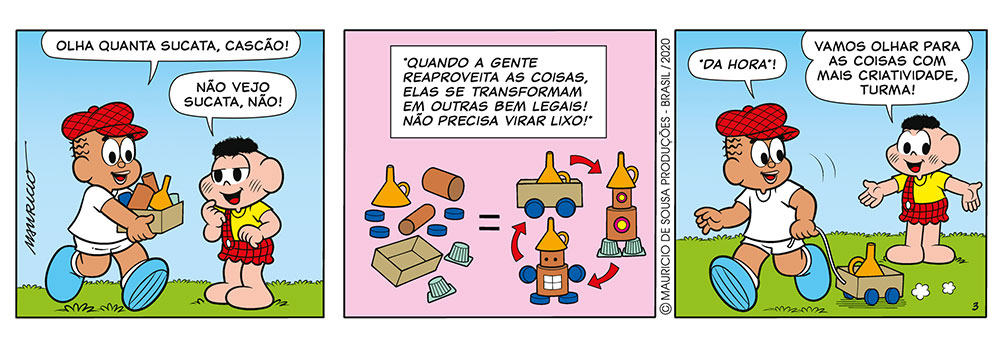 OLHA QUANTA SUCATA, CASCÃO!
NÃO VEJO
SUCATA, NÃO!
MAURICIO
"QUANDO A GENTE
REAPROVEITA AS COISAS,
ELAS SE TRANSFORMAM
EM OUTRAS BEM LEGAIS!
NÃO PRECISA VIRAR LIXO!"
=
© MAURICIO DE SOUSA PRODUÇÕES - BRASIL / 2020
"DA HORA"!
VAMOS OLHAR PARA
AS COISAS COM
MAIS CRIATIVIDADE,
TURMA!
3